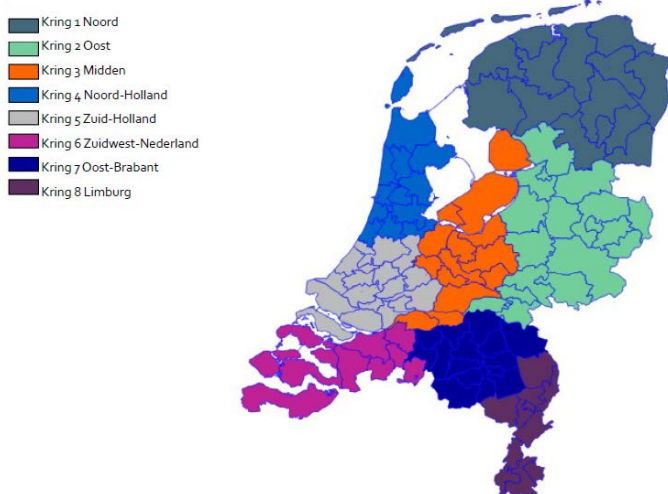 Kring 1 Noord
Kring 2 Oost
Kring 3 Midden
Kring 4 Noord-Holland
Kring 5 Zuid-Holland
Kring 6 Zuidwest-Nederland
Kring 7 Oost-Brabant
Kring 8 Limburg